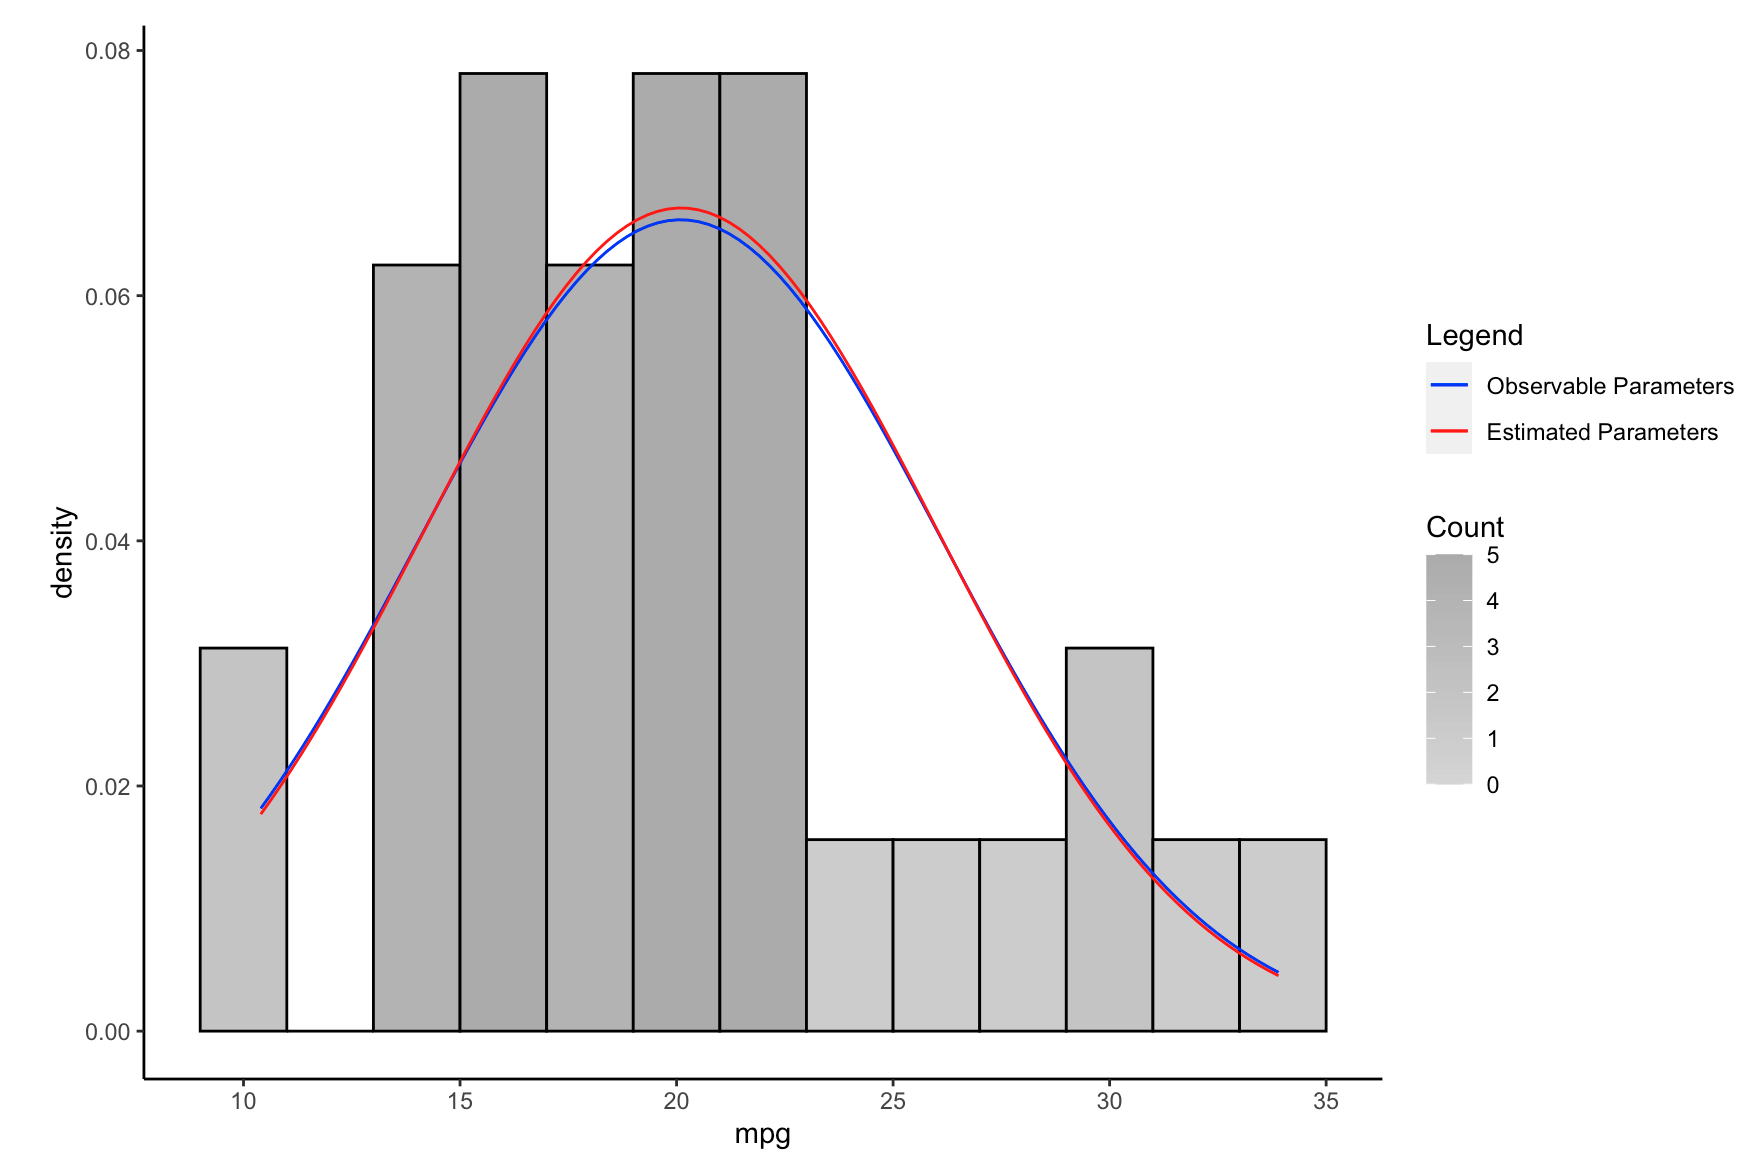 0.08
0.06
0.04
0.02
0.00
density
10 15 20 25 30 35
mpg
Legend
Observable Parameters
Estimated Parameters
Count
5
4
3
2
1
0